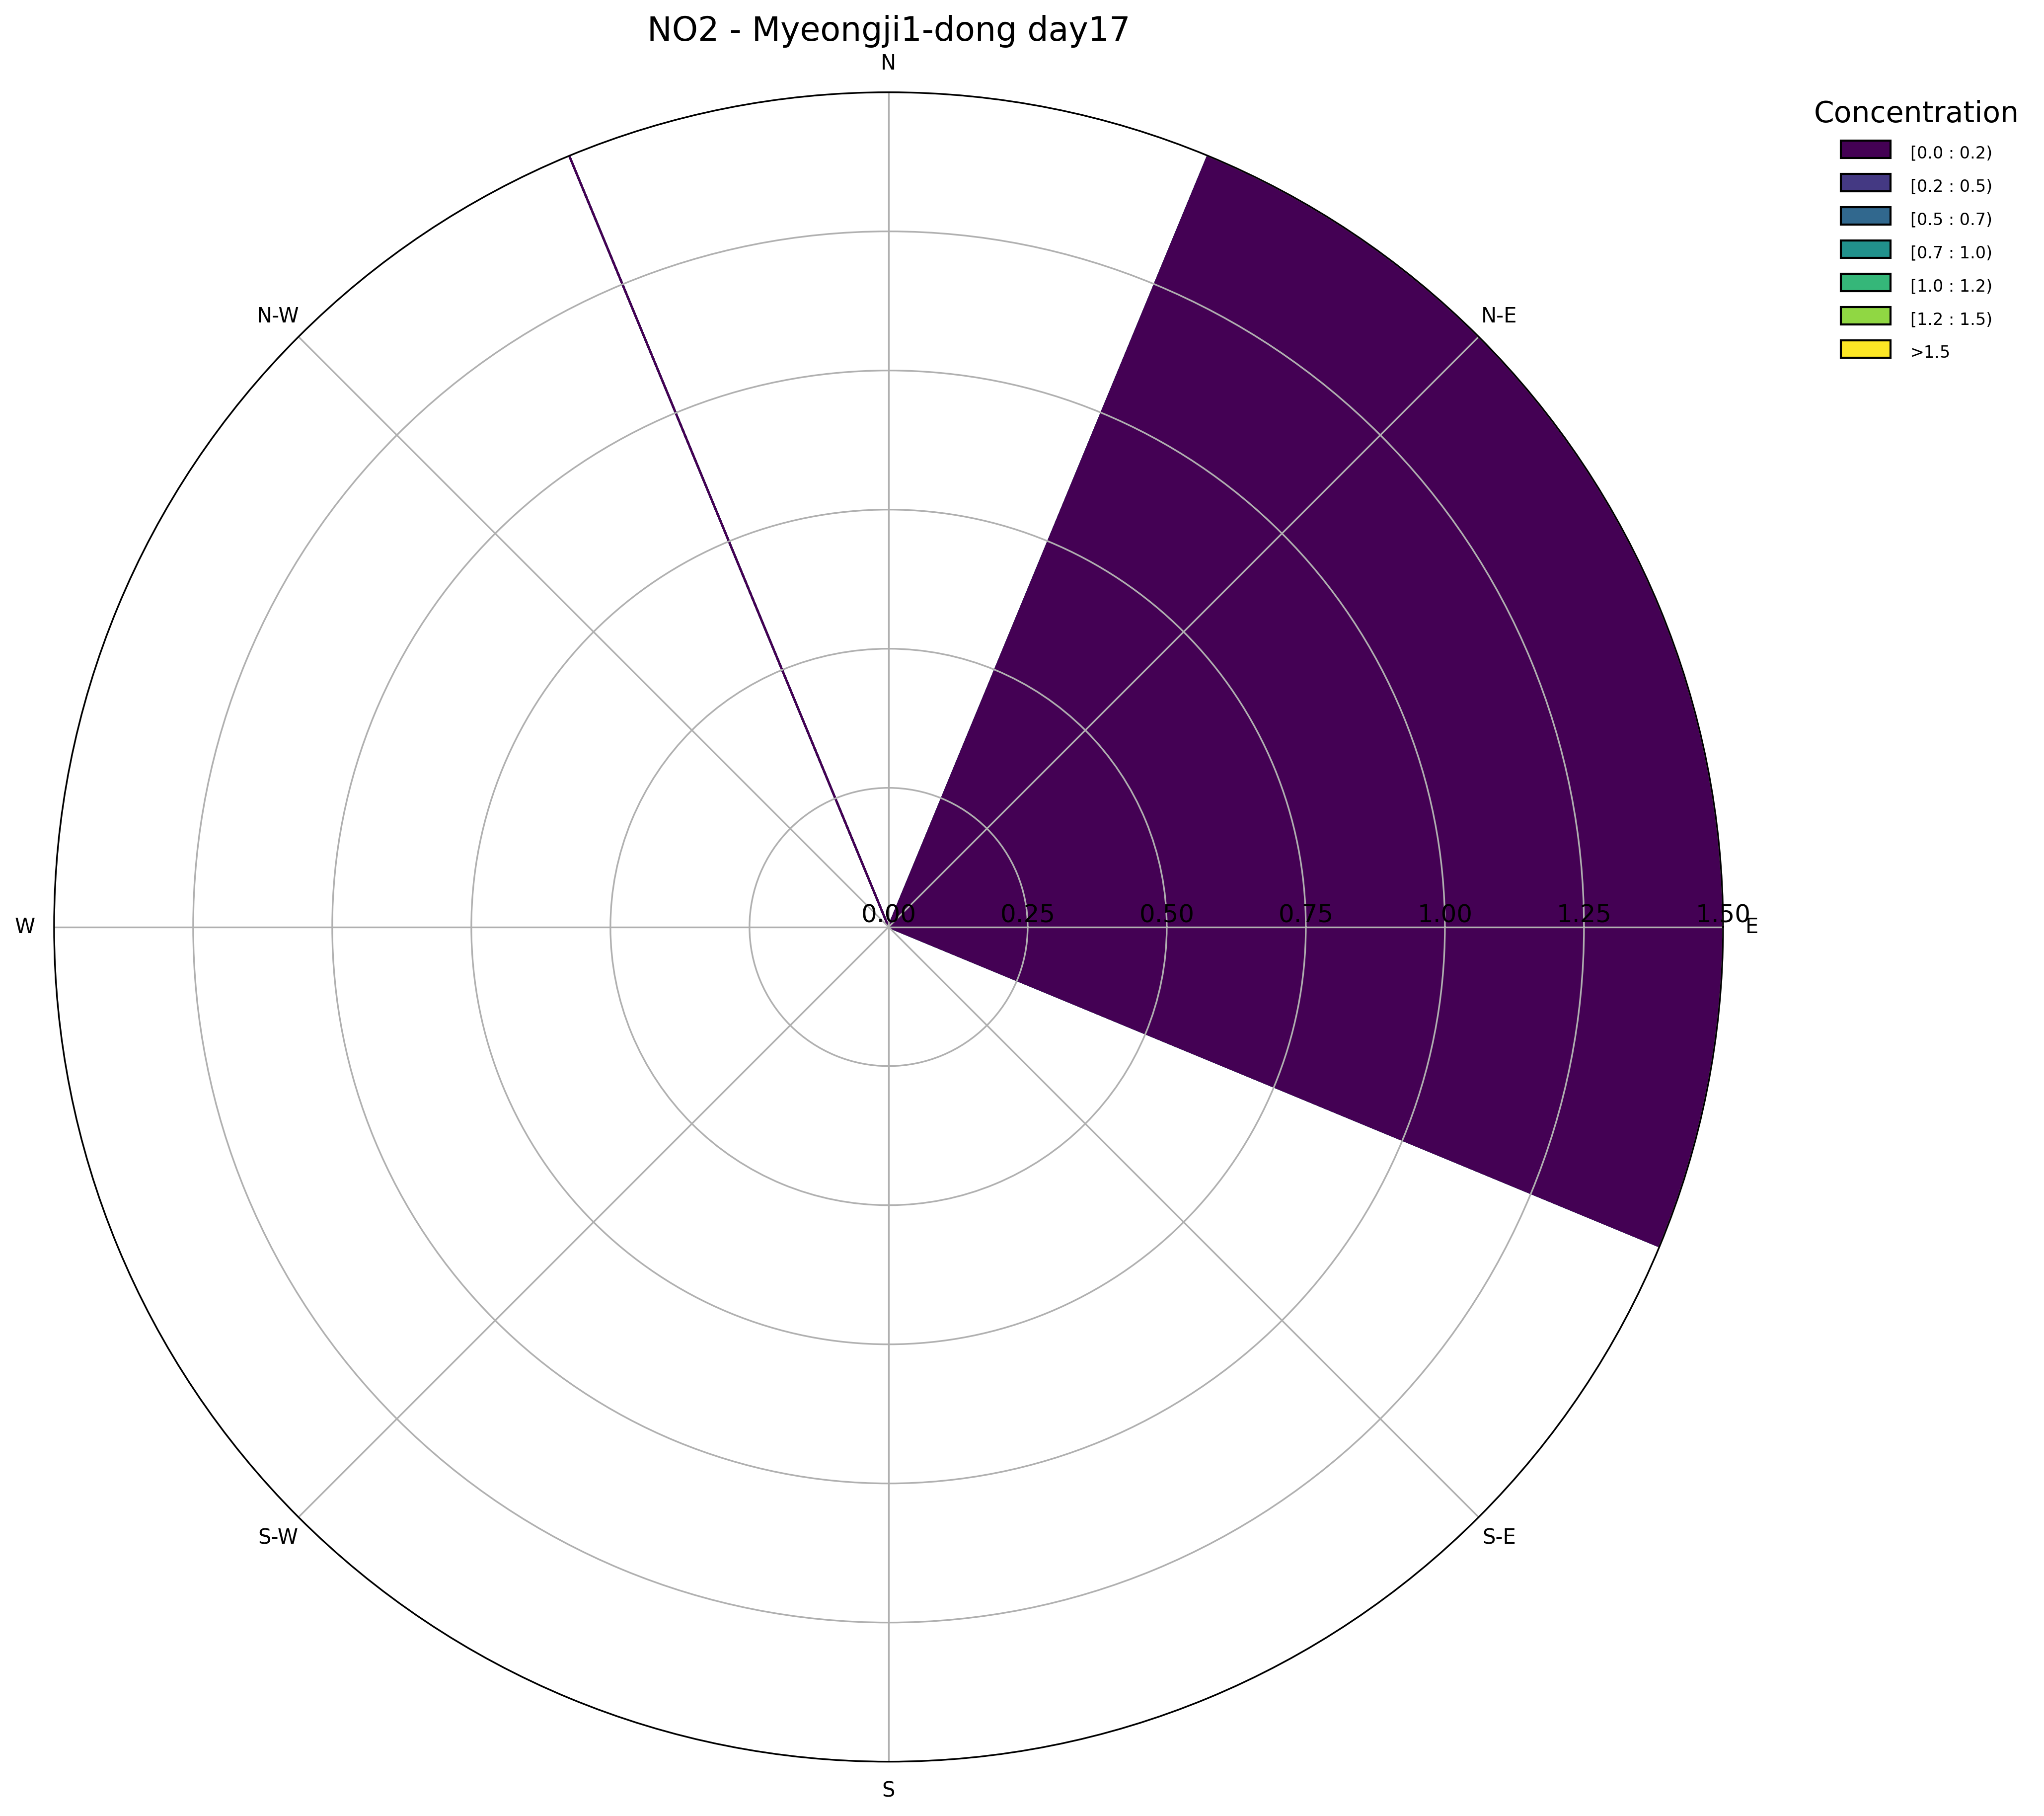 NO2 - Myeongji1-dong day17
N
Concentration
[0.0 : 0.2)
[0.2 : 0.5)
[0.5 : 0.7)
[0.7 : 1.0)
[1.0 : 1.2)
[1.2 : 1.5)
>1.5
N-W
N-E
W
0.00 0.25 0.50 0.75 1.00 1.25 1.50
E
S-W
S-E
S